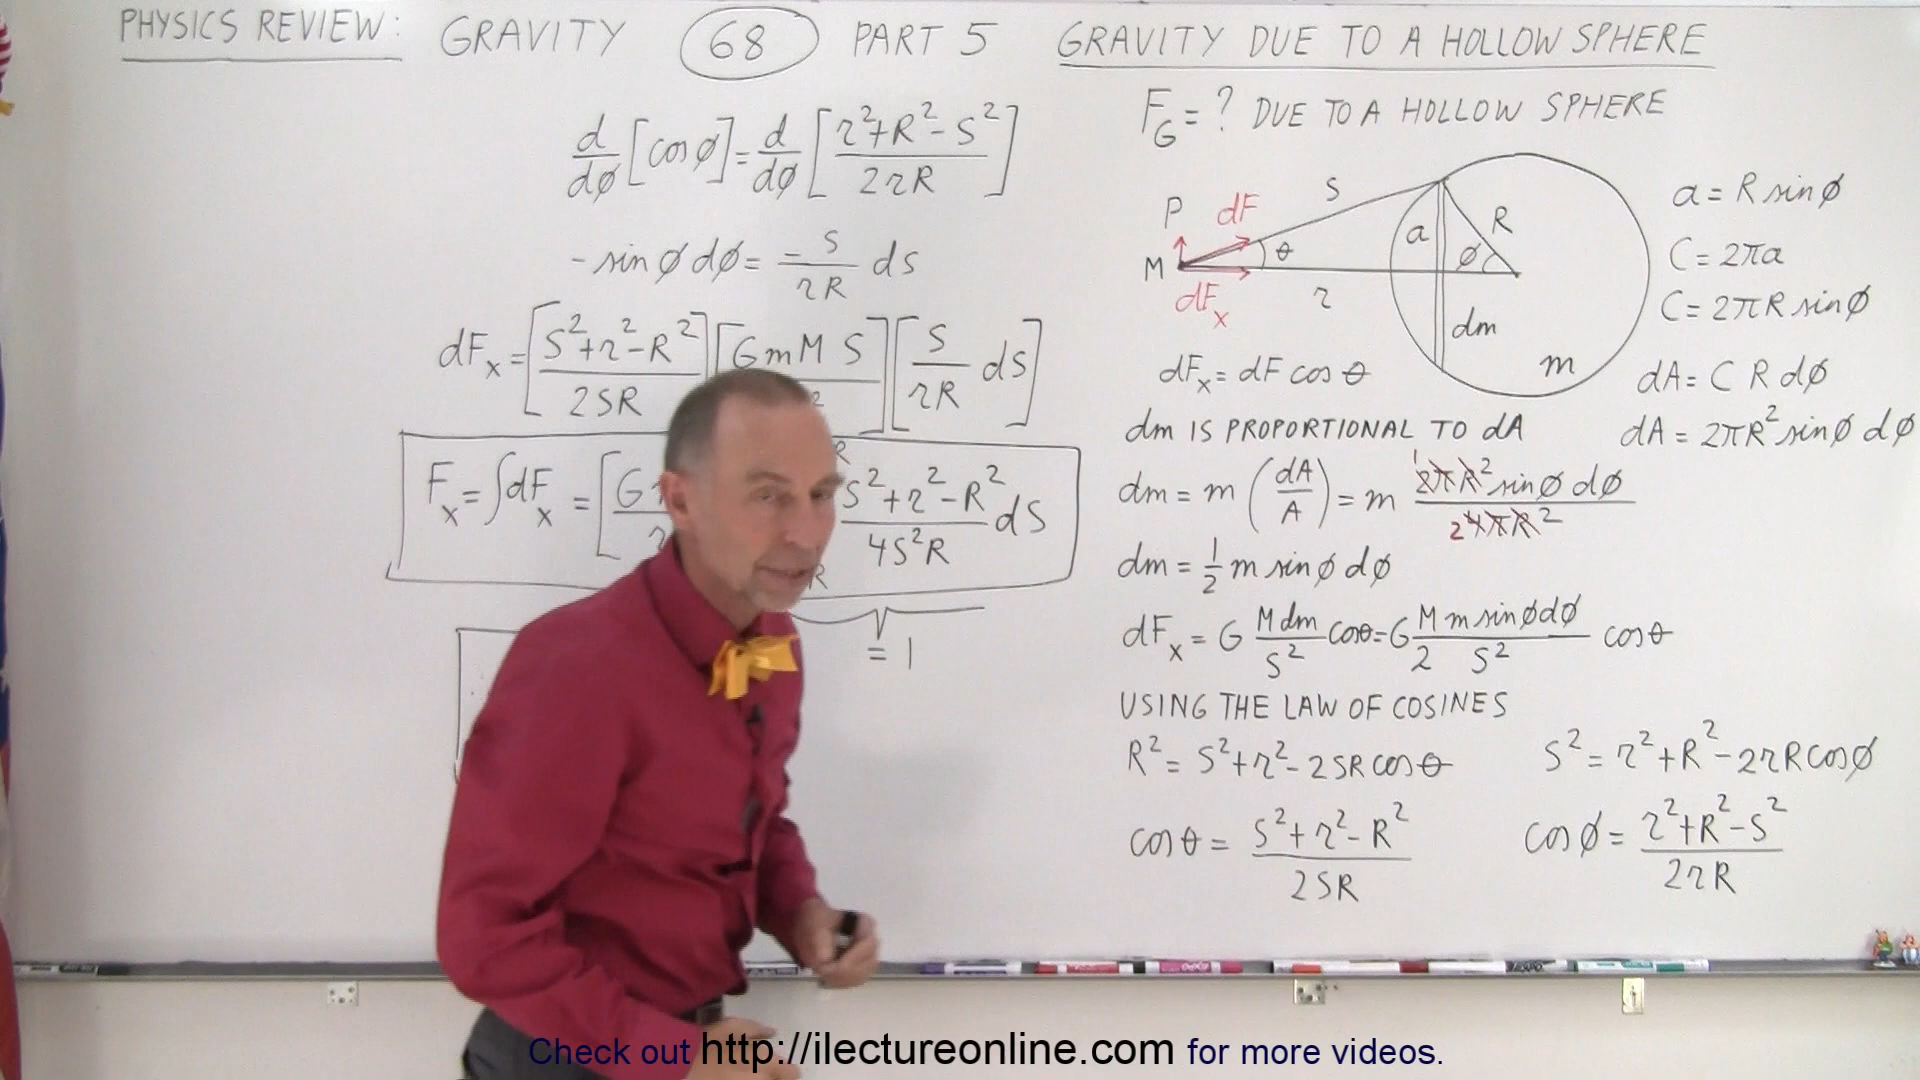 PHYSICS REVIEW: GRAVITY 68 PART 5 GRAVITY DUE TO A HOLLOW SPHERE
d/dφ [cos φ] = d/dφ [(r²+R²-S²)/(2rR)]
-sin φ dφ = (-S/(rR)) ds
dFx = [(S²+r²-R²)/(2SR)] [GmM S] [S/(rR) dS]
Fx = ∫dFx = [G (S²+r²-R²)/(4S²R) dS
= 1
F_G = ? DUE TO A HOLLOW SPHERE
P dF S
M θ a R φ
dFx r dm m
a = R sin φ
C = 2πa
C = 2πR sin φ
dFx = dF cos θ
dA = C R dφ
dm IS PROPORTIONAL TO dA
dA = 2πR² sin φ dφ
dm = m (dA/A) = m (2πR² sin φ dφ)/(4πR²) 1 2
dm = 1/2 m sin φ dφ
dFx = G (M dm)/S² cos θ = G (M m sin φ dφ)/(2 S²) cos θ
USING THE LAW OF COSINES
R² = S²+r²-2SR cos θ
S² = r²+R²-2rR cos φ
cos θ = (S²+r²-R²)/(2SR)
cos φ = (r²+R²-S²)/(2rR)
Check out http://ilectureonline.com for more videos.